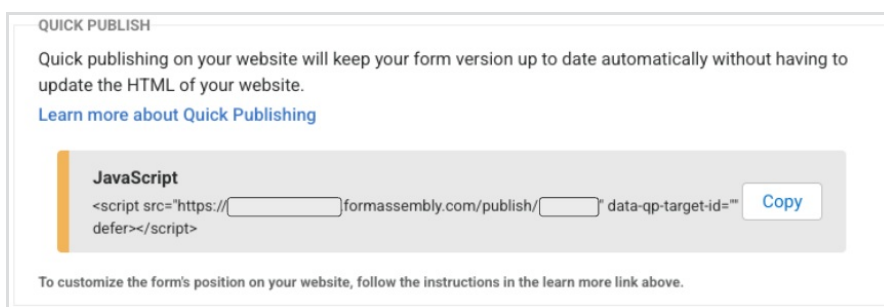 QUICK PUBLISH
Quick publishing on your website will keep your form version up to date automatically without having to
update the HTML of your website.
Learn more about Quick Publishing
JavaScript
<script src="https:// .formassembly.com/publish/ " data-qp-target-id=""
defer></script>
Copy
To customize the form's position on your website, follow the instructions in the learn more link above.